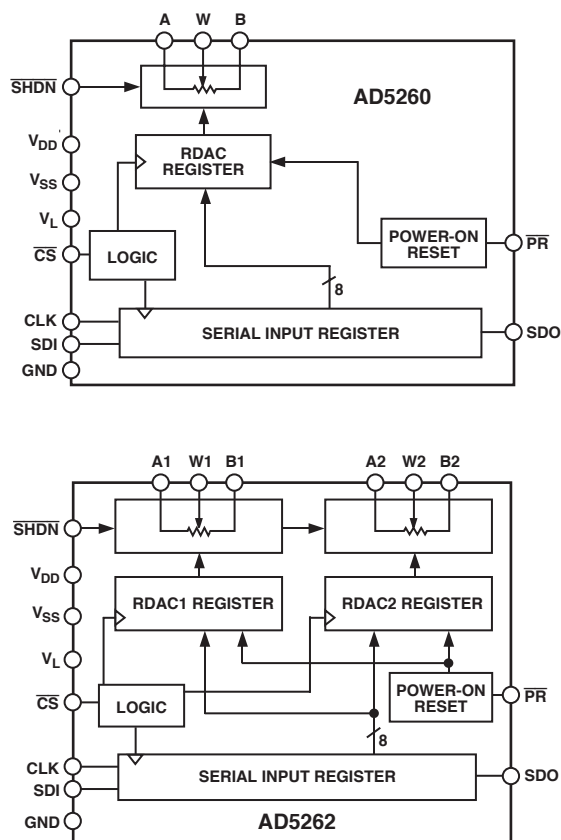 A W B
SHDN
AD5260
VDD
RDAC
REGISTER
VSS
VL
CS
LOGIC
POWER-ON
RESET
PR
8
CLK
SERIAL INPUT REGISTER
SDO
SDI
GND
A1 W1 B1 A2 W2 B2
SHDN
VDD
RDAC1 REGISTER
RDAC2 REGISTER
VSS
VL
POWER-ON
RESET
PR
CS
LOGIC
8
CLK
SERIAL INPUT REGISTER
SDO
SDI
GND
AD5262